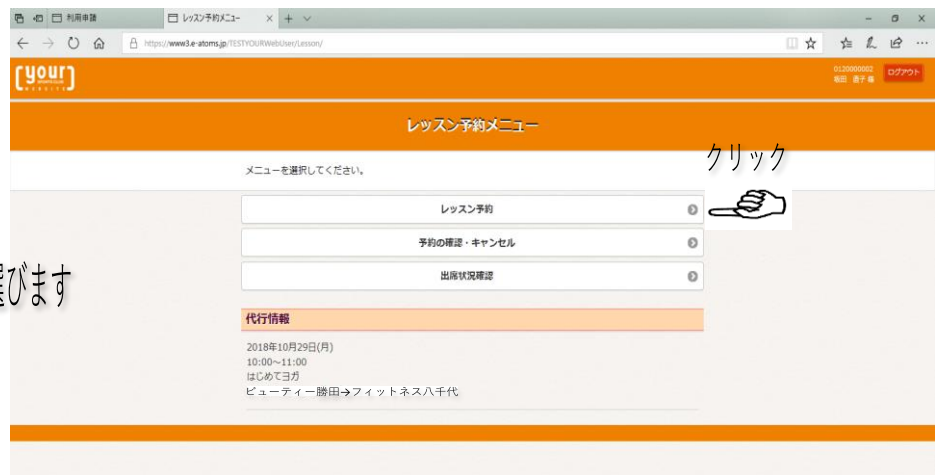 利用申請
レッスン予約メニュー
https://www3.e-atoms.jp/TESTYOURWebUser/Lesson/
[your]
WEBSITE
0120000002
ログアウト
レッスン予約メニュー
クリック
メニューを選択してください。
レッスン予約
予約の確認・キャンセル
出席状況確認
選びます
代行情報
2018年10月29日(月)
10:00～11:00
はじめてヨガ
ビューティー勝田→フィットネス八千代